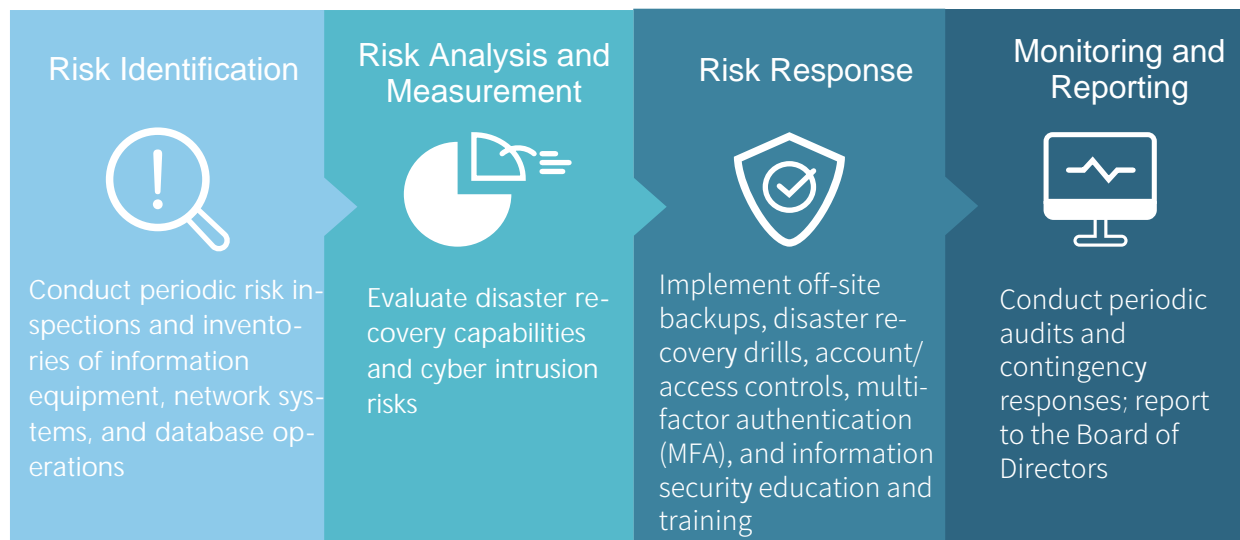 Risk Identification
Conduct periodic risk in-
spections and invento-
ries of information
equipment, network sys-
tems, and database op-
erations
Risk Analysis and
Measurement
Evaluate disaster re-
covery capabilities
and cyber intrusion
risks
Risk Response
Implement off-site
backups, disaster re-
covery drills, account/
access controls, multi-
factor authentication
(MFA), and information
security education and
training
Monitoring and
Reporting
Conduct periodic
audits and
contingency
responses; report
to the Board of
Directors